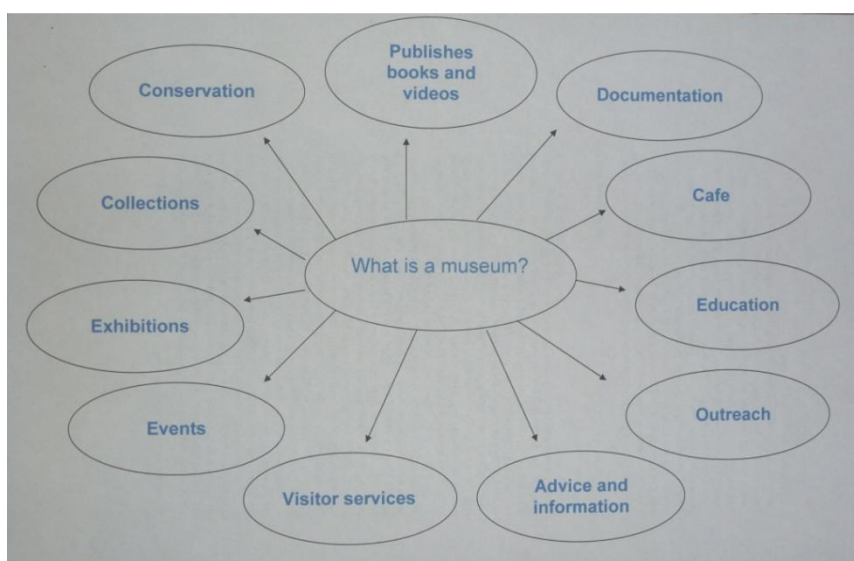 Publishes
books and
videos
Conservation
Documentation
Collections
Cafe
What is a museum?
Exhibitions
Education
Events
Outreach
Visitor services
Advice and
information